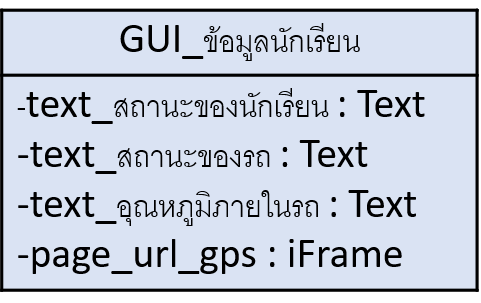 GUI_ข้อมูลนักเรียน
-text_สถานะของนักเรียน : Text
-text_สถานะของรถ : Text
-text_อุณหภูมิภายในรถ : Text
-page_url_gps : iFrame